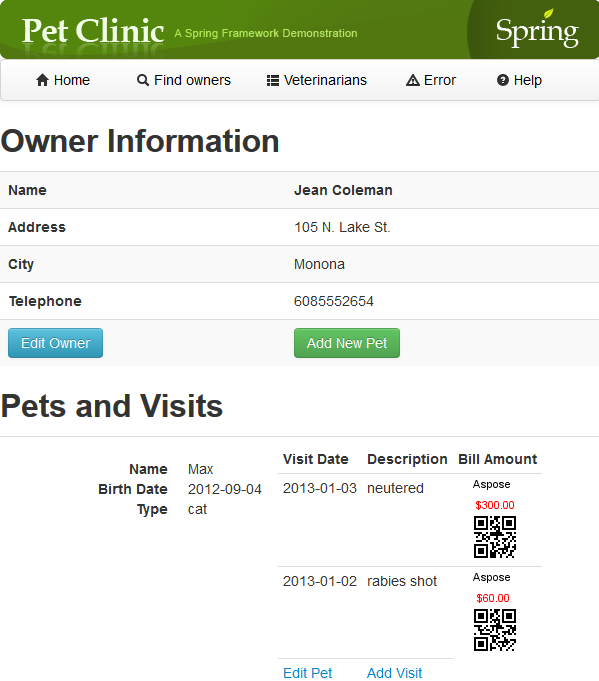 Pet Clinic A Spring Framework Demonstration Spring
Home Find owners Veterinarians Error Help
Owner Information
Name Jean Coleman
Address 105 N. Lake St.
City Monona
Telephone 6085552654
Edit Owner Add New Pet
Pets and Visits
Visit Date Description Bill Amount
Name Max
Birth Date 2012-09-04
Type cat
2013-01-03 neutered Aspose
$300.00
2013-01-02 rabies shot Aspose
$60.00
Edit Pet Add Visit